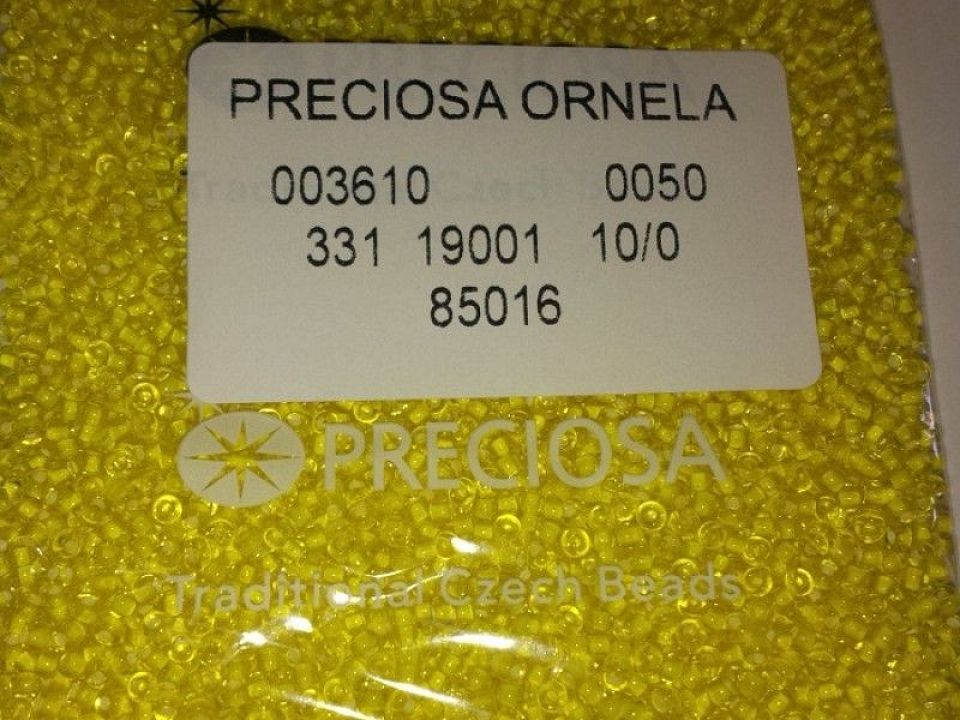 PRECIOSA ORNELA
003610 0050
331 19001 10/0
85016
PRECIOSA
Traditional Czech Beads